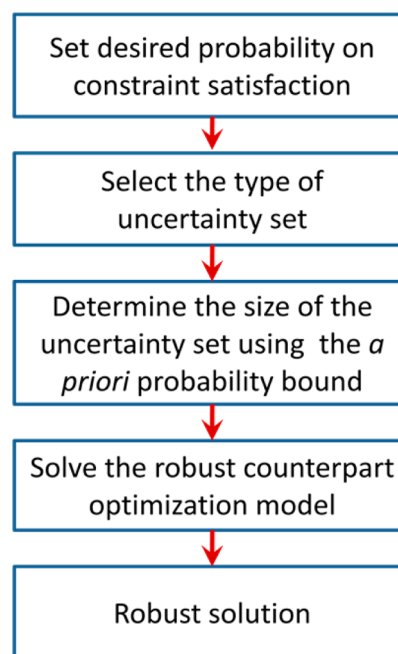 Set desired probability on
constraint satisfaction
Select the type of
uncertainty set
Determine the size of the
uncertainty set using the a
priori probability bound
Solve the robust counterpart
optimization model
Robust solution